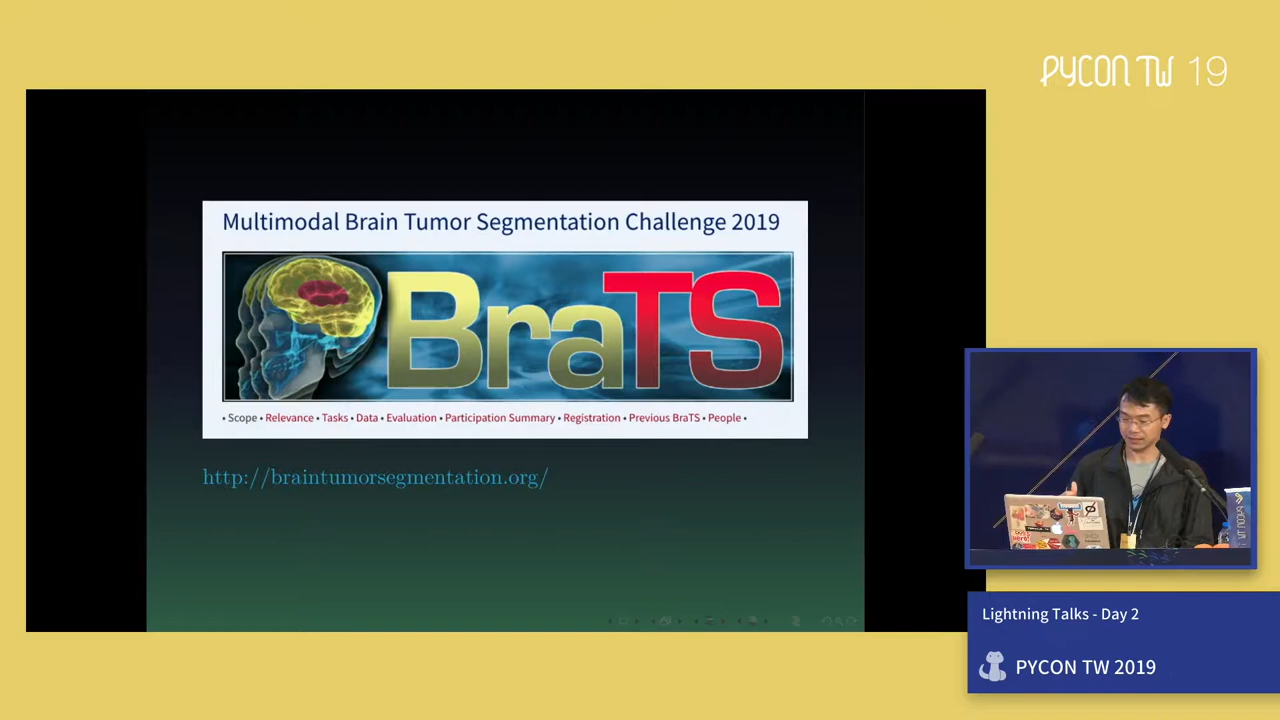 PYCON TW 19
Multimodal Brain Tumor Segmentation Challenge 2019
BraTS
• Scope • Relevance • Tasks • Data • Evaluation • Participation Summary • Registration • Previous BraTS • People •
http://braintumorsegmentation.org/
Lightning Talks - Day 2
PYCON TW 2019